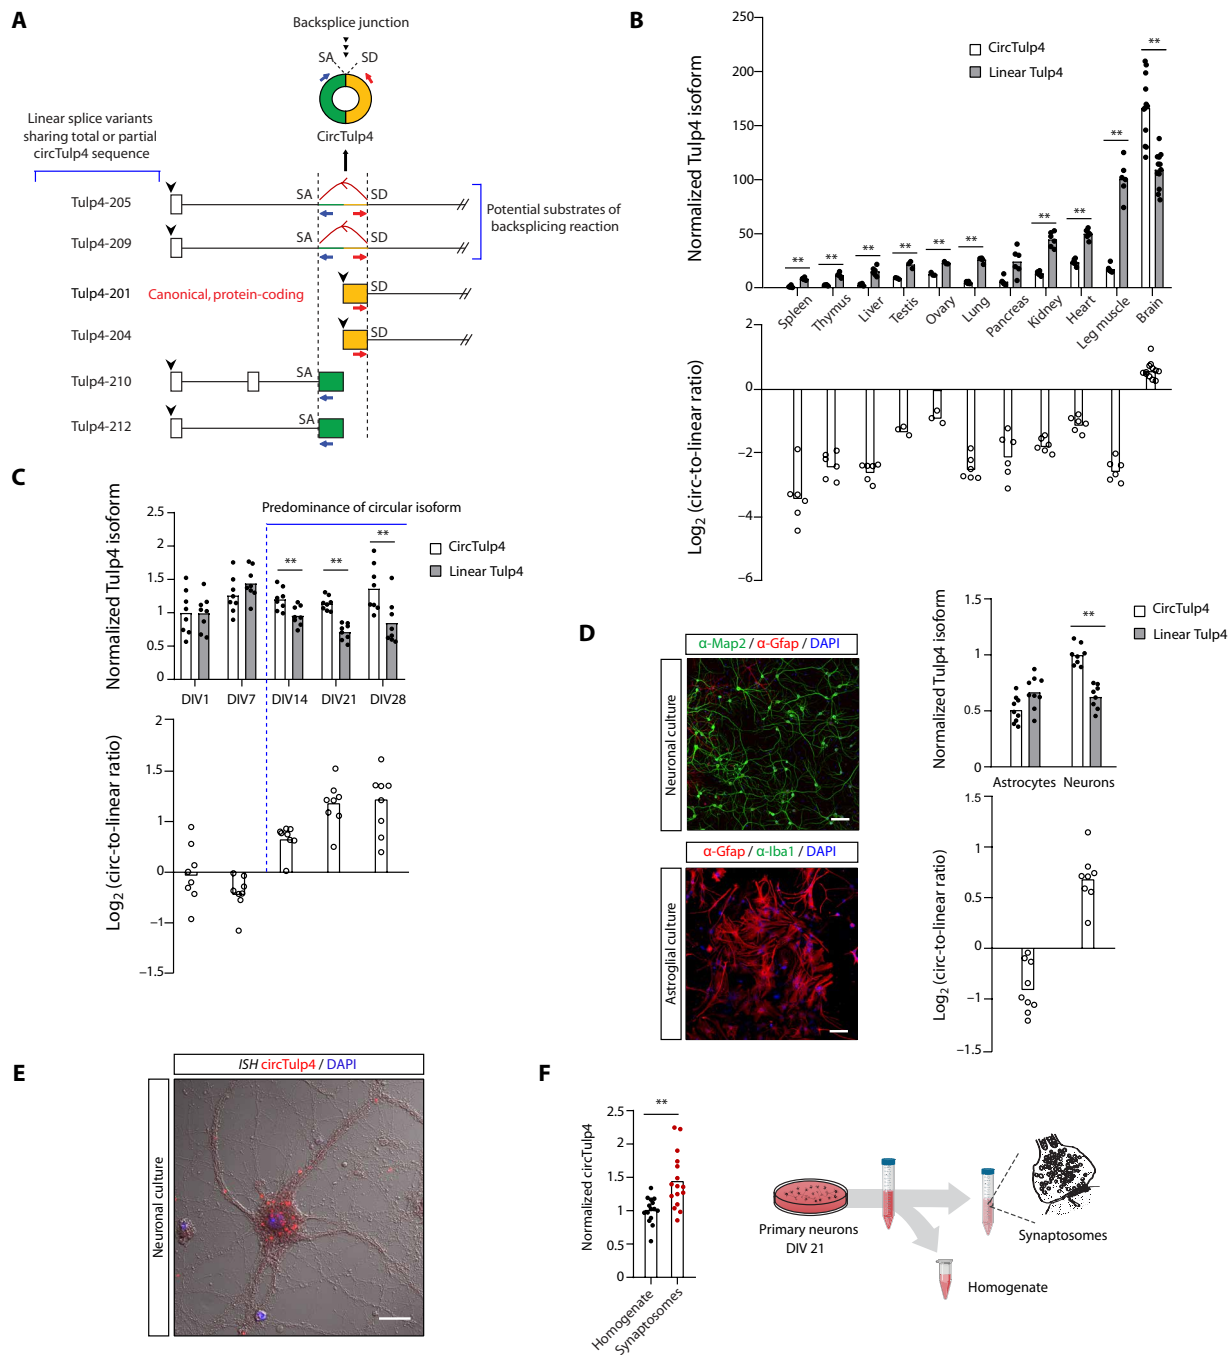 A
Backsplice junction
SA
SD
CircTulp4
Linear splice variants
sharing total or partial
circTulp4 sequence
SA
SD
Tulp4-205
Potential substrates of
backsplicing reaction
SA
SD
Tulp4-209
Tulp4-201
Canonical, protein-coding
SD
Tulp4-204
SD
Tulp4-210
SA
Tulp4-212
SA
B
Normalized Tulp4 isoform
250
200
150
100
50
0
CircTulp4
Linear Tulp4
**
**
**
**
**
**
**
**
**
**
Spleen
Thymus
Liver
Testis
Ovary
Lung
Pancreas
Kidney
Heart
Leg muscle
Brain
Log2 (circ-to-linear ratio)
2
0
−2
−4
−6
C
Predominance of circular isoform
Normalized Tulp4 isoform
2.5
2
1.5
1
0.5
0
**
**
**
CircTulp4
Linear Tulp4
DIV1
DIV7
DIV14
DIV21
DIV28
Log2 (circ-to-linear ratio)
2
1.5
1
0
−1
−1.5
D
α-Map2 / α-Gfap / DAPI
Neuronal culture
α-Gfap / α-Iba1 / DAPI
Astroglial culture
Normalized Tulp4 isoform
1.5
1
0.5
0
**
CircTulp4
Linear Tulp4
Astrocytes
Neurons
Log2 (circ-to-linear ratio)
1.5
1
0.5
0
−1
−1.5
E
ISH circTulp4 / DAPI
Neuronal culture
F
Normalized circTulp4
2.5
2
1.5
1
0.5
0
**
Homogenate
Synaptosomes
Primary neurons
DIV 21
Synaptosomes
Homogenate